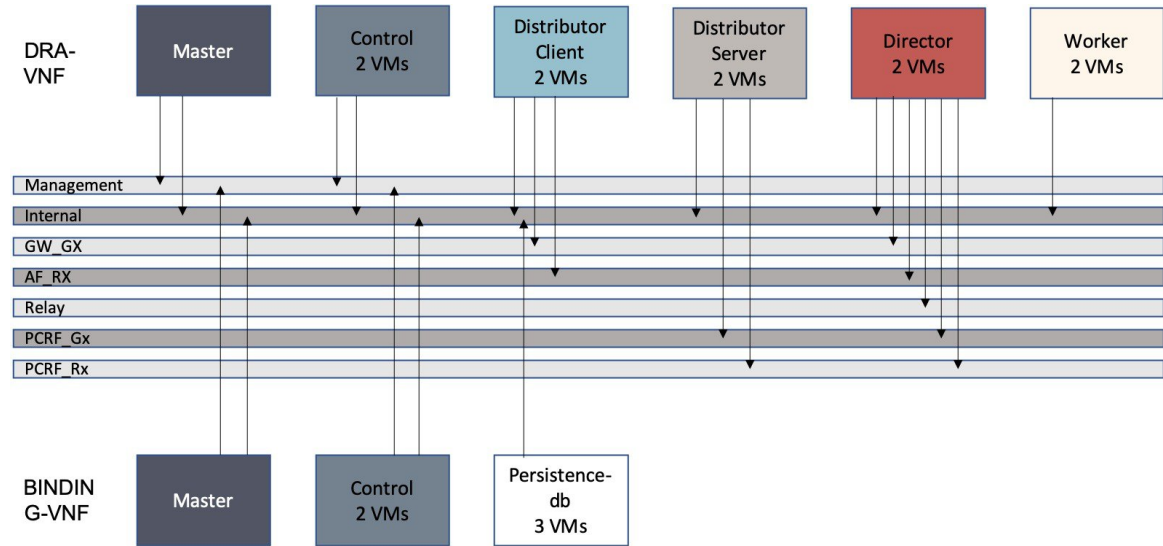 DRA-
VNF
Master
Control
2 VMs
Distributor
Client
2 VMs
Distributor
Server
2 VMs
Director
2 VMs
Worker
2 VMs
Management
Internal
GW_GX
AF_RX
Relay
PCRF_Gx
PCRF_Rx
BINDIN
G-VNF
Master
Control
2 VMs
Persistence-
db
3 VMs